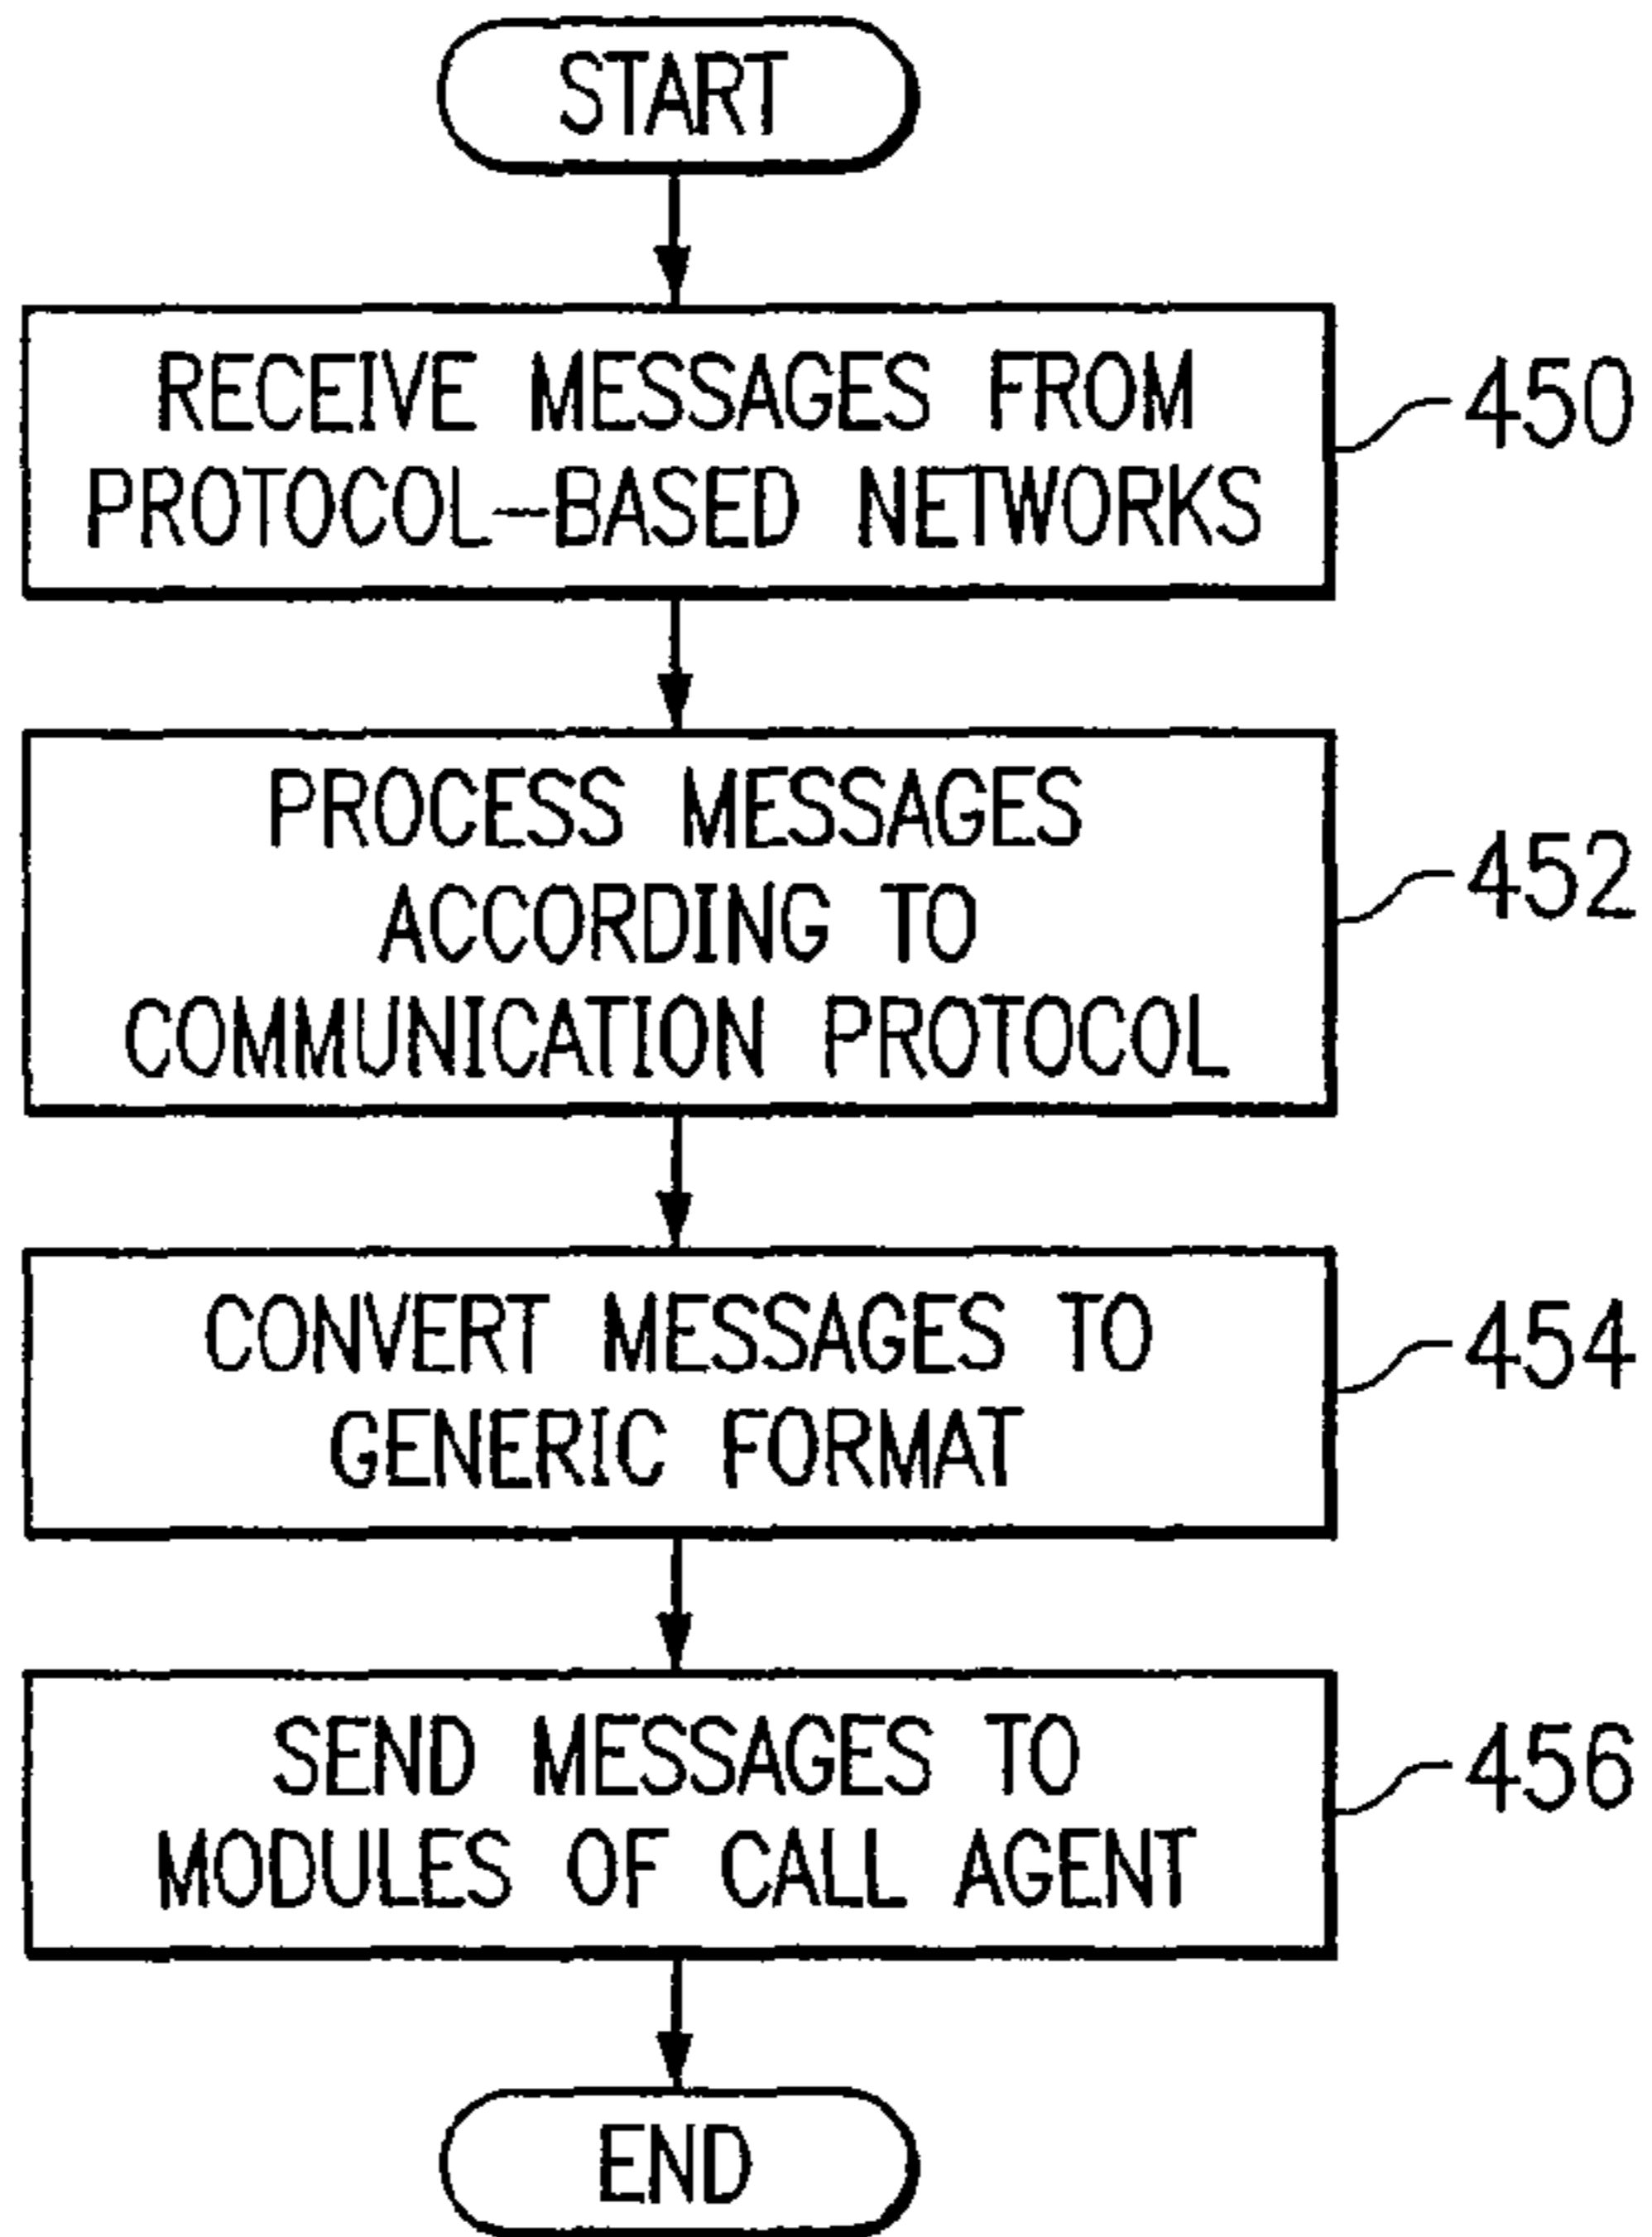 START
RECEIVE MESSAGES FROM
PROTOCOL-BASED NETWORKS
450
PROCESS MESSAGES
ACCORDING TO
COMMUNICATION PROTOCOL
452
CONVERT MESSAGES TO
GENERIC FORMAT
454
SEND MESSAGES TO
MODULES OF CALL AGENT
456
END